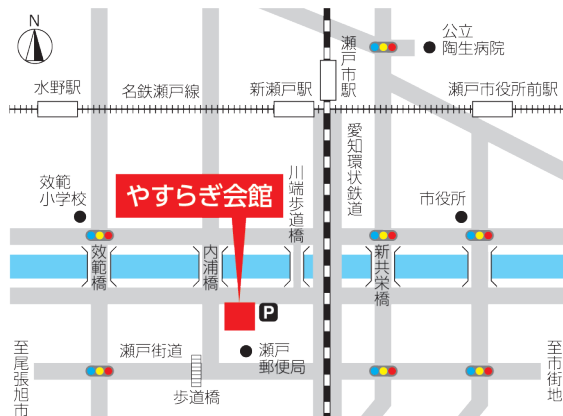 N
公立
陶生病院
瀬戸市駅
水野駅
名鉄瀬戸線
新瀬戸駅
瀬戸市役所前駅
愛知環状鉄道
川端歩道橋
効範
小学校
やすらぎ会館
市役所
効範橋
内浦橋
新共栄橋
P
瀬戸
郵便局
瀬戸街道
歩道橋
至尾張旭市
至市街地